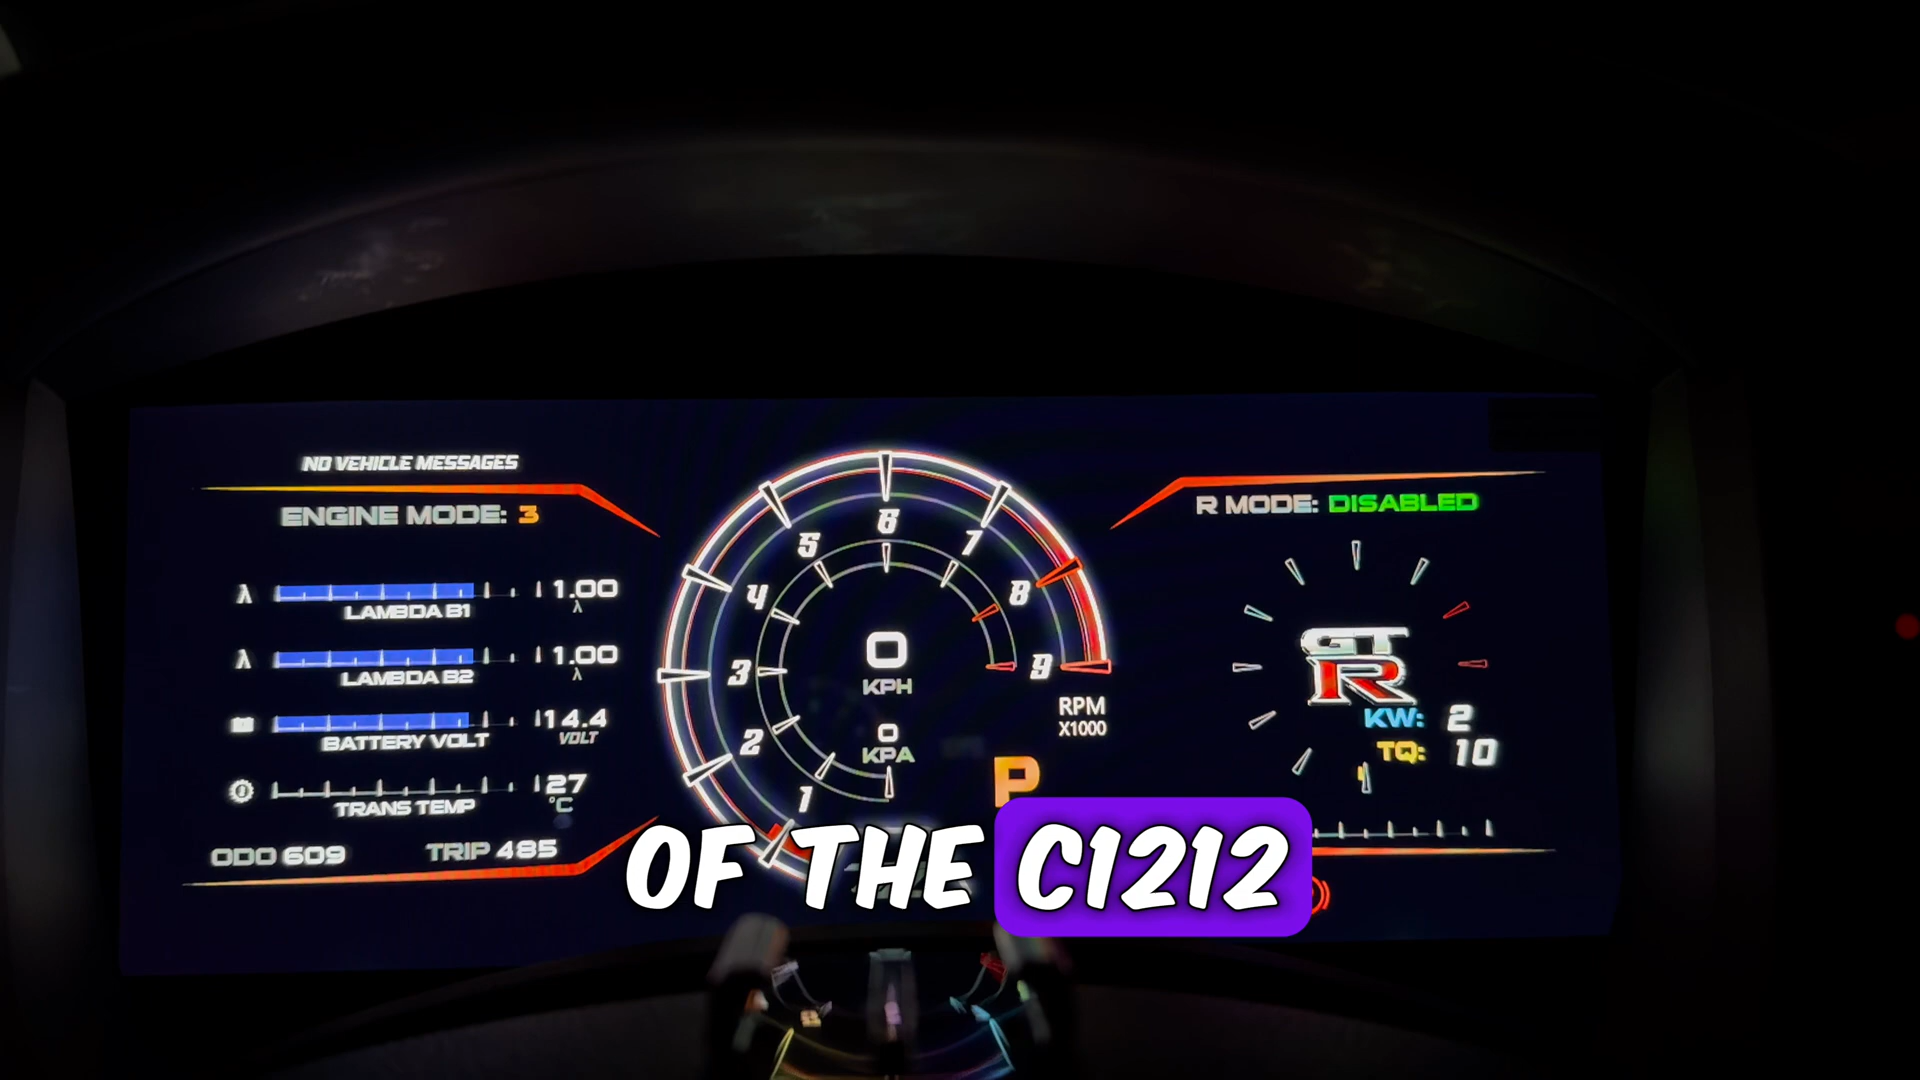 NO VEHICLE MESSAGES
ENGINE MODE: 3
λ LAMBDA B1 1.00 λ
λ LAMBDA B2 1.00 λ
BATTERY VOLT 14.4 VOLT
TRANS TEMP 27 °C
ODO 609 TRIP 485
1 2 3 4 5 6 7 8 9
0
KPH
0
KPA
RPM
X1000
P
R MODE: DISABLED
GT
R
KW: 2
TQ: 10
OF THE C1212